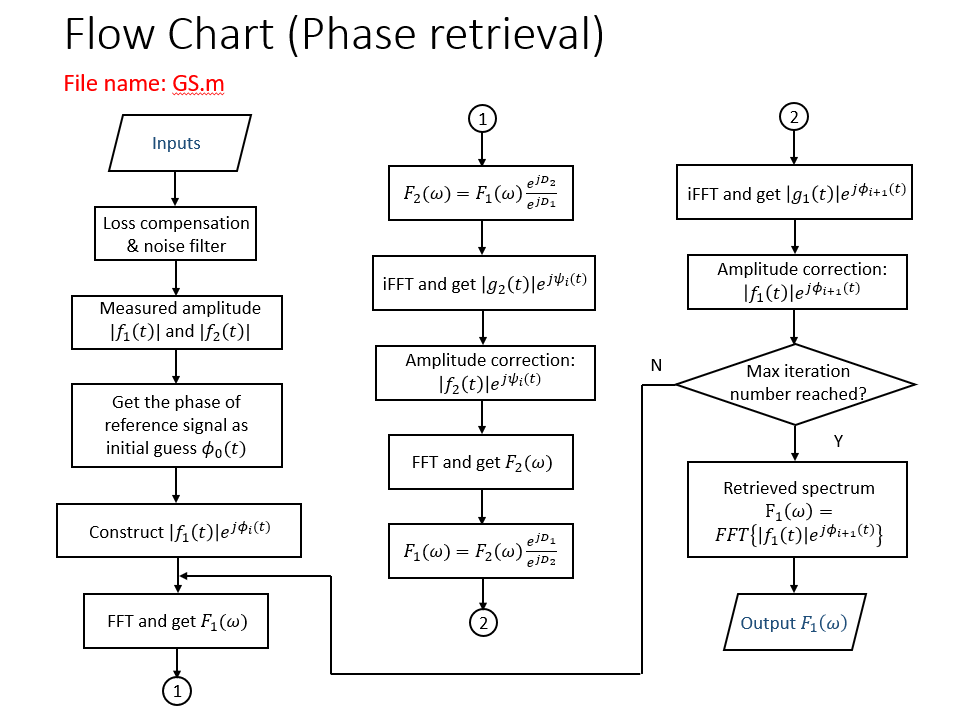 Flow Chart (Phase retrieval)
File name: GS.m
Inputs
Loss compensation
& noise filter
Measured amplitude
|f₁(t)| and |f₂(t)|
Get the phase of
reference signal as
initial guess ϕ₀(t)
Construct |f₁(t)|e^{jϕᵢ(t)}
FFT and get F₁(ω)
1
1
F₂(ω) = F₁(ω) e^{jD₂}/e^{jD₁}
iFFT and get |g₂(t)|e^{jψᵢ(t)}
Amplitude correction:
|f₂(t)|e^{jψᵢ(t)}
FFT and get F₂(ω)
F₁(ω) = F₂(ω) e^{jD₁}/e^{jD₂}
2
2
iFFT and get |g₁(t)|e^{jϕᵢ₊₁(t)}
Amplitude correction:
|f₁(t)|e^{jϕᵢ₊₁(t)}
Max iteration
number reached?
N
Y
Retrieved spectrum
F₁(ω) =
FFT{|f₁(t)|e^{jϕᵢ₊₁(t)}}
Output F₁(ω)